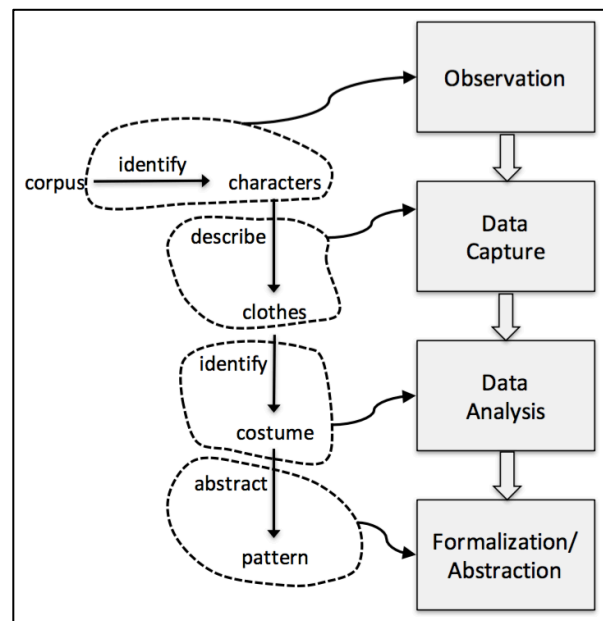 Observation
identify
corpus
characters
describe
Data
Capture
clothes
identify
Data
Analysis
costume
abstract
pattern
Formalization/
Abstraction